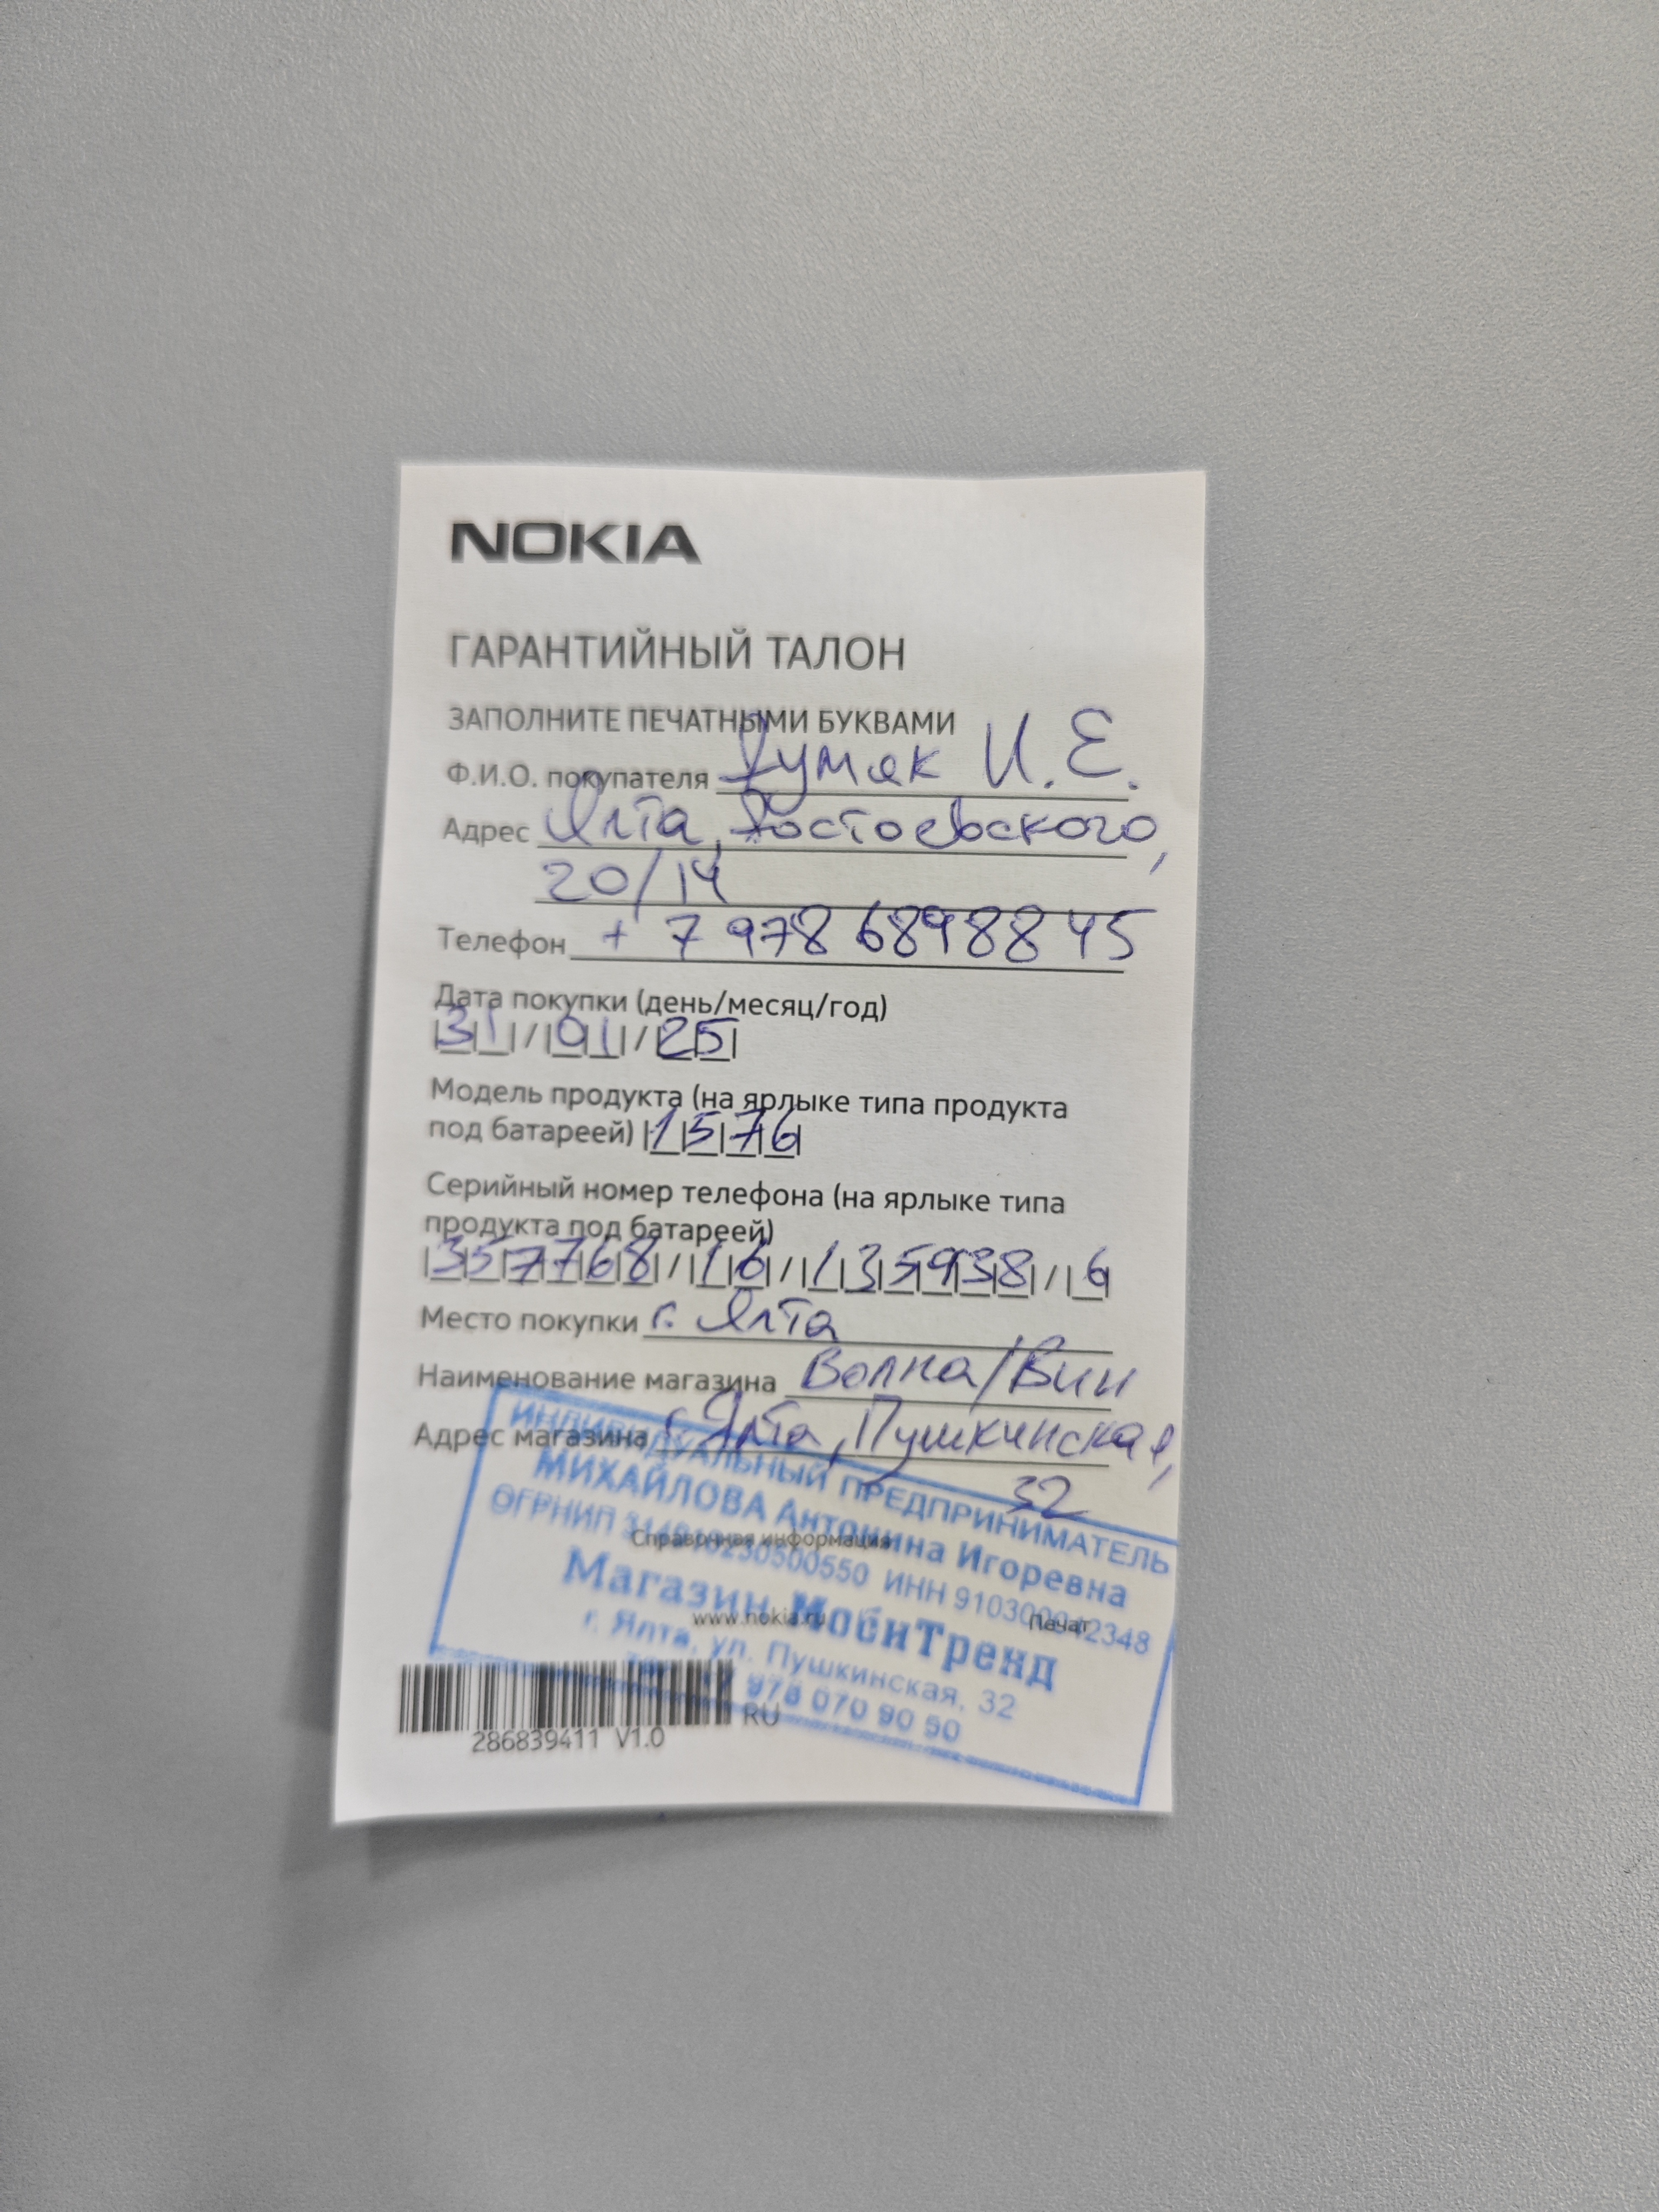 NOKIA
ГАРАНТИЙНЫЙ ТАЛОН
ЗАПОЛНИТЕ ПЕЧАТНЫМИ БУКВАМИ
Ф.И.О. покупателя Думяк И. Е.
Адрес Ялта, Достоевского,
20/14
Телефон + 7 978 6898845
Дата покупки (день/месяц/год)
31/01/25
Модель продукта (на ярлыке типа продукта
под батареей) 1576
Серийный номер телефона (на ярлыке типа
продукта под батареей)
357768/16/135938/6
Место покупки г. Ялта
Наименование магазина Волна/Вин
Адрес магазина г. Ялта, Пушкинская,
32
ИНДИВИДУАЛЬНЫЙ ПРЕДПРИНИМАТЕЛЬ
МИХАЙЛОВА Антонина Игоревна
ОГРНИП ИНН
Справочная информация
Магазин МобиТренд
www.nokia.ru
Печать
г. Ялта, ул. Пушкинская, 32
978 070 90 50
RU
286839411 V1.0